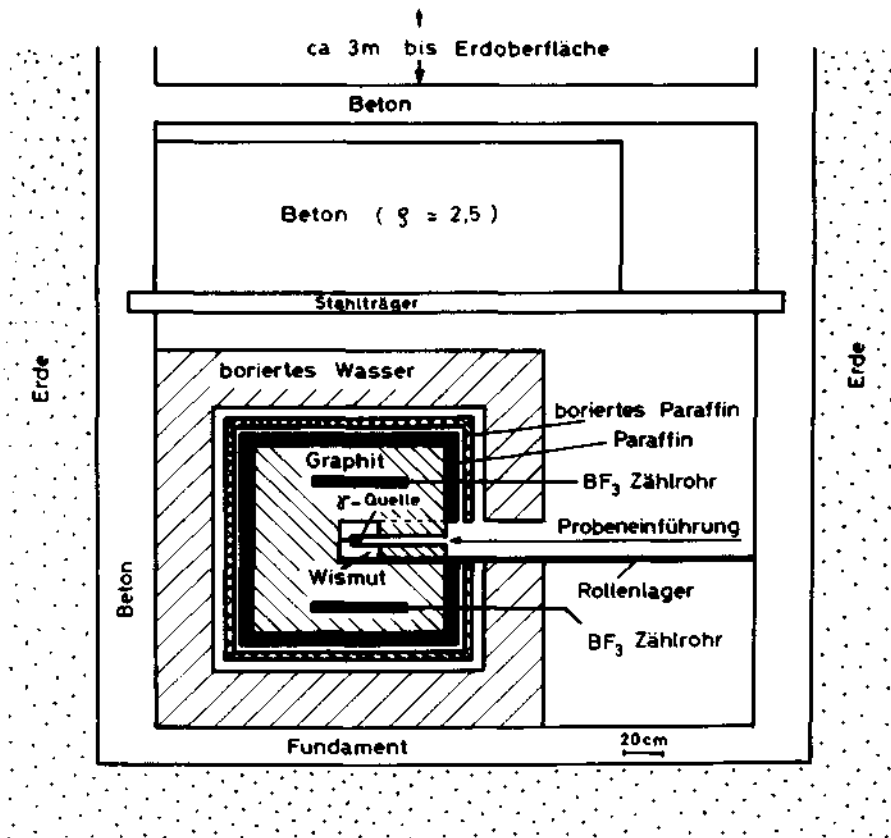 ca 3m bis Erdoberfläche
Beton
Beton ( ϱ = 2,5 )
Stahlträger
Erde
Erde
boriertes Wasser
boriertes Paraffin
Paraffin
Graphit
BF₃ Zählrohr
γ-Quelle
Probeneinführung
Wismut
Rollenlager
Beton
BF₃ Zählrohr
Fundament
20cm